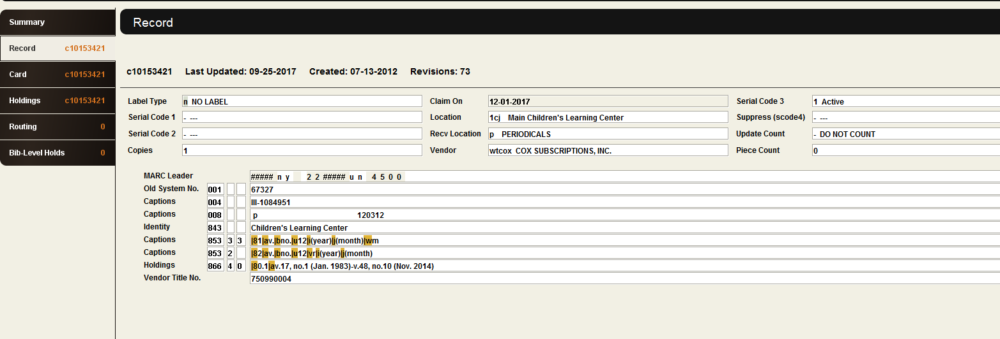 Summary
Record c10153421
Card c10153421
Holdings c10153421
Routing 0
Bib-Level Holds 0
Record
c10153421 Last Updated: 09-25-2017 Created: 07-13-2012 Revisions: 73
Label Type n NO LABEL Claim On 12-01-2017 Serial Code 3 1 Active
Serial Code 1 - --- Location 1cj Main Children's Learning Center Suppress (scode4) - ---
Serial Code 2 - --- Recv Location p PERIODICALS Update Count - DO NOT COUNT
Copies 1 Vendor wtcox COX SUBSCRIPTIONS, INC. Piece Count 0
MARC Leader ##### n y 2 2 ##### u n 4 5 0 0
Old System No. 001 67327
Captions 004 III-1084951
Captions 008 p 120312
Identity 843 Children's Learning Center
Captions 853 3 3 |81|av.|bno.|u12|i(year)|j(month)|wm
Captions 853 2 |82|av.|bno.|u12|vr|i(year)|j(month)
Holdings 866 4 0 |80.1|av.17, no.1 (Jan. 1983)-v.48, no.10 (Nov. 2014)
Vendor Title No. 750990004